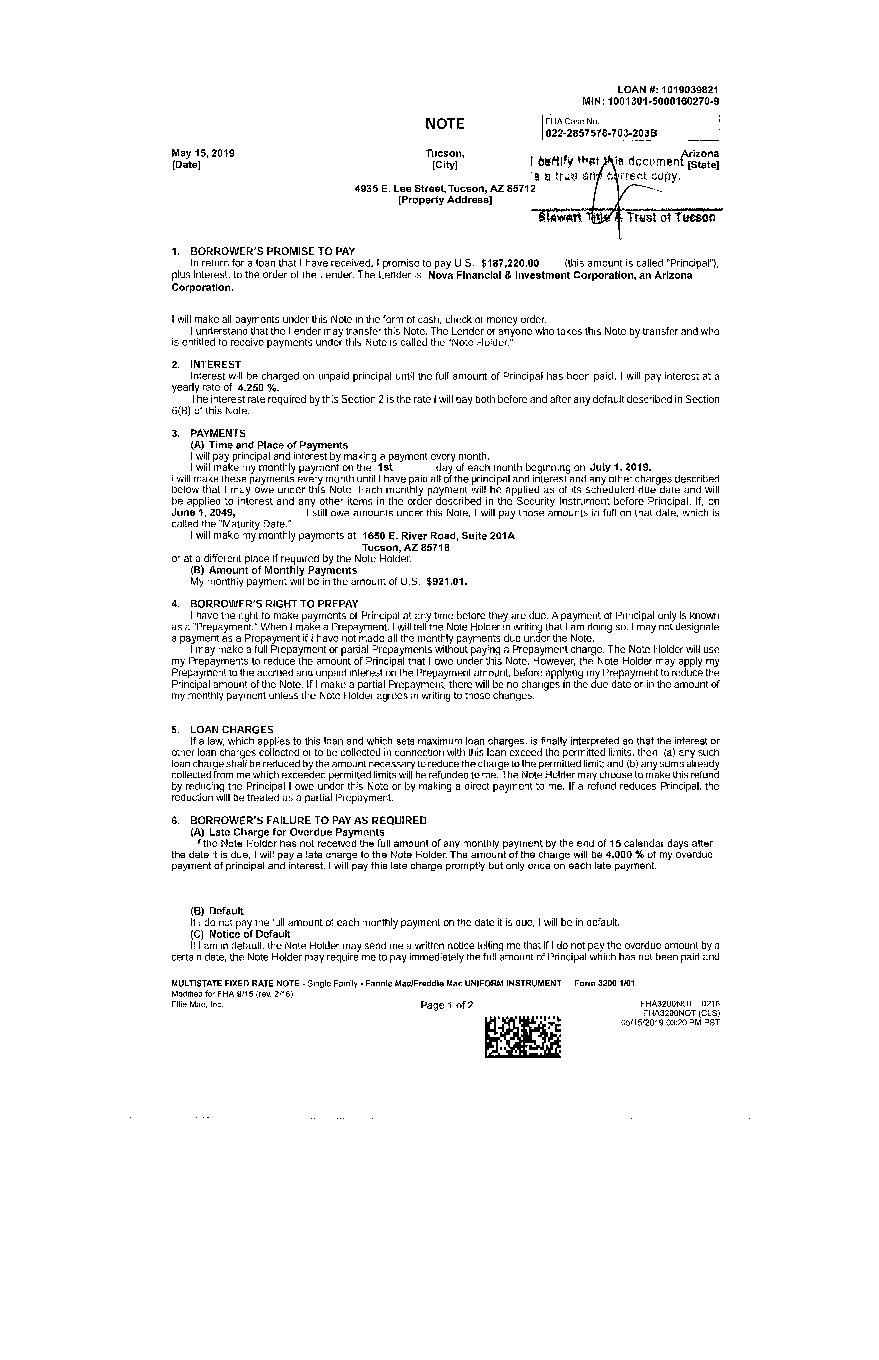 LOAN #: 1019039821
MIN: 1001301-5000160270-9
NOTE
FHA Case No.
022-2857578-703-203B
May 15, 2019
[Date]
Tucson,
[City]
Arizona
[State]
I certify that this document
is a true and correct copy.
Stewart Title & Trust of Tucson
4935 E. Lee Street, Tucson, AZ 85712
[Property Address]
1. BORROWER'S PROMISE TO PAY
In return for a loan that I have received, I promise to pay U.S. $187,220.00 (this amount is called "Principal"),
plus interest, to the order of the Lender. The Lender is Nova Financial & Investment Corporation, an Arizona
Corporation.
I will make all payments under this Note in the form of cash, check or money order.
I understand that the Lender may transfer this Note. The Lender or anyone who takes this Note by transfer and who
is entitled to receive payments under this Note is called the "Note Holder."
2. INTEREST
Interest will be charged on unpaid principal until the full amount of Principal has been paid. I will pay interest at a
yearly rate of 4.250 %.
The interest rate required by this Section 2 is the rate I will pay both before and after any default described in Section
6(B) of this Note.
3. PAYMENTS
(A) Time and Place of Payments
I will pay principal and interest by making a payment every month.
I will make my monthly payment on the 1st day of each month beginning on July 1, 2019.
I will make these payments every month until I have paid all of the principal and interest and any other charges described
below that I may owe under this Note. Each monthly payment will be applied as of its scheduled due date and will
be applied to interest and any other items in the order described in the Security Instrument before Principal. If, on
June 1, 2049, I still owe amounts under this Note, I will pay those amounts in full on that date, which is
called the "Maturity Date."
I will make my monthly payments at 1650 E. River Road, Suite 201A
Tucson, AZ 85718
or at a different place if required by the Note Holder.
(B) Amount of Monthly Payments
My monthly payment will be in the amount of U.S. $921.01.
4. BORROWER'S RIGHT TO PREPAY
I have the right to make payments of Principal at any time before they are due. A payment of Principal only is known
as a "Prepayment." When I make a Prepayment, I will tell the Note Holder in writing that I am doing so. I may not designate
a payment as a Prepayment if I have not made all the monthly payments due under the Note.
I may make a full Prepayment or partial Prepayments without paying a Prepayment charge. The Note Holder will use
my Prepayments to reduce the amount of Principal that I owe under this Note. However, the Note Holder may apply my
Prepayment to the accrued and unpaid interest on the Prepayment amount, before applying my Prepayment to reduce the
Principal amount of the Note. If I make a partial Prepayment, there will be no changes in the due date or in the amount of
my monthly payment unless the Note Holder agrees in writing to those changes.
5. LOAN CHARGES
If a law, which applies to this loan and which sets maximum loan charges, is finally interpreted so that the interest or
other loan charges collected or to be collected in connection with this loan exceed the permitted limits, then: (a) any such
loan charge shall be reduced by the amount necessary to reduce the charge to the permitted limit; and (b) any sums already
collected from me which exceeded permitted limits will be refunded to me. The Note Holder may choose to make this refund
by reducing the Principal I owe under this Note or by making a direct payment to me. If a refund reduces Principal, the
reduction will be treated as a partial Prepayment.
6. BORROWER'S FAILURE TO PAY AS REQUIRED
(A) Late Charge for Overdue Payments
If the Note Holder has not received the full amount of any monthly payment by the end of 15 calendar days after
the date it is due, I will pay a late charge to the Note Holder. The amount of the charge will be 4.000 % of my overdue
payment of principal and interest. I will pay this late charge promptly but only once on each late payment.
(B) Default
If I do not pay the full amount of each monthly payment on the date it is due, I will be in default.
(C) Notice of Default
If I am in default, the Note Holder may send me a written notice telling me that if I do not pay the overdue amount by a
certain date, the Note Holder may require me to pay immediately the full amount of Principal which has not been paid and
MULTISTATE FIXED RATE NOTE - Single Family - Fannie Mae/Freddie Mac UNIFORM INSTRUMENT Form 3200 1/01
Modified for FHA 9/15 (rev. 2/16)
Ellie Mae, Inc.
Page 1 of 2
FHA3200NOT 0216
FHA3200NOT (CLS)
05/15/2019 03:20 PM PST